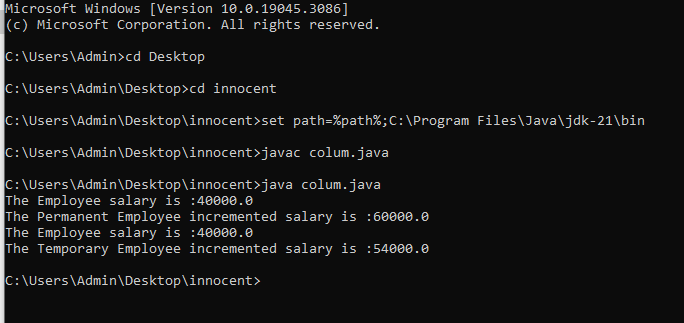 Microsoft Windows [Version 10.0.19045.3086]
(c) Microsoft Corporation. All rights reserved.
C:\Users\Admin>cd Desktop
C:\Users\Admin\Desktop>cd innocent
C:\Users\Admin\Desktop\innocent>set path=%path%;C:\Program Files\Java\jdk-21\bin
C:\Users\Admin\Desktop\innocent>javac colum.java
C:\Users\Admin\Desktop\innocent>java colum.java
The Employee salary is :40000.0
The Permanent Employee incremented salary is :60000.0
The Employee salary is :40000.0
The Temporary Employee incremented salary is :54000.0
C:\Users\Admin\Desktop\innocent>